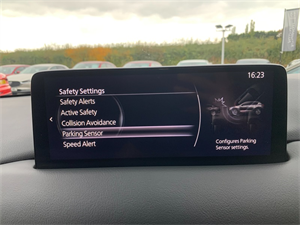 16:23
Safety Settings
Safety Alerts
Active Safety
Collision Avoidance
Parking Sensor
Speed Alert
Configures Parking
Sensor settings.